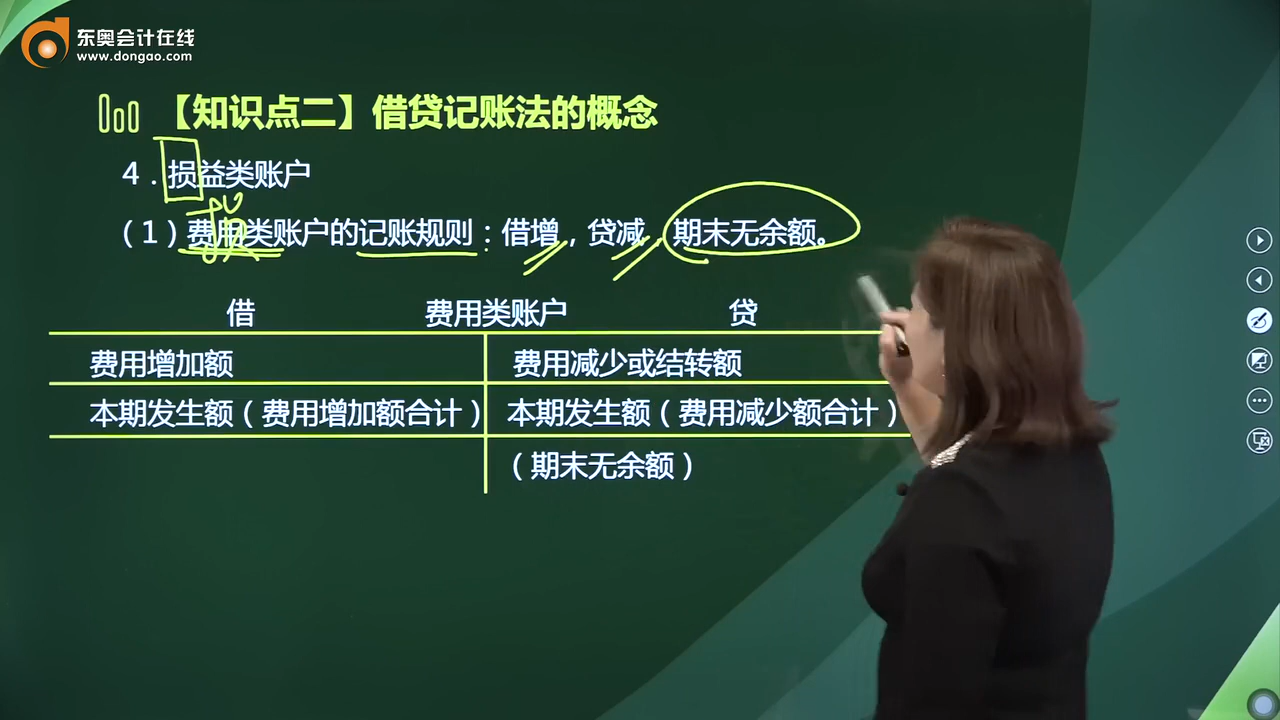 东奥会计在线
www.dongao.com
【知识点二】借贷记账法的概念
4．损益类账户
（1）费用类账户的记账规则：借增，贷减，期末无余额。
借 费用类账户 贷
费用增加额 费用减少或结转额
本期发生额（费用增加额合计） 本期发生额（费用减少额合计）
（期末无余额）